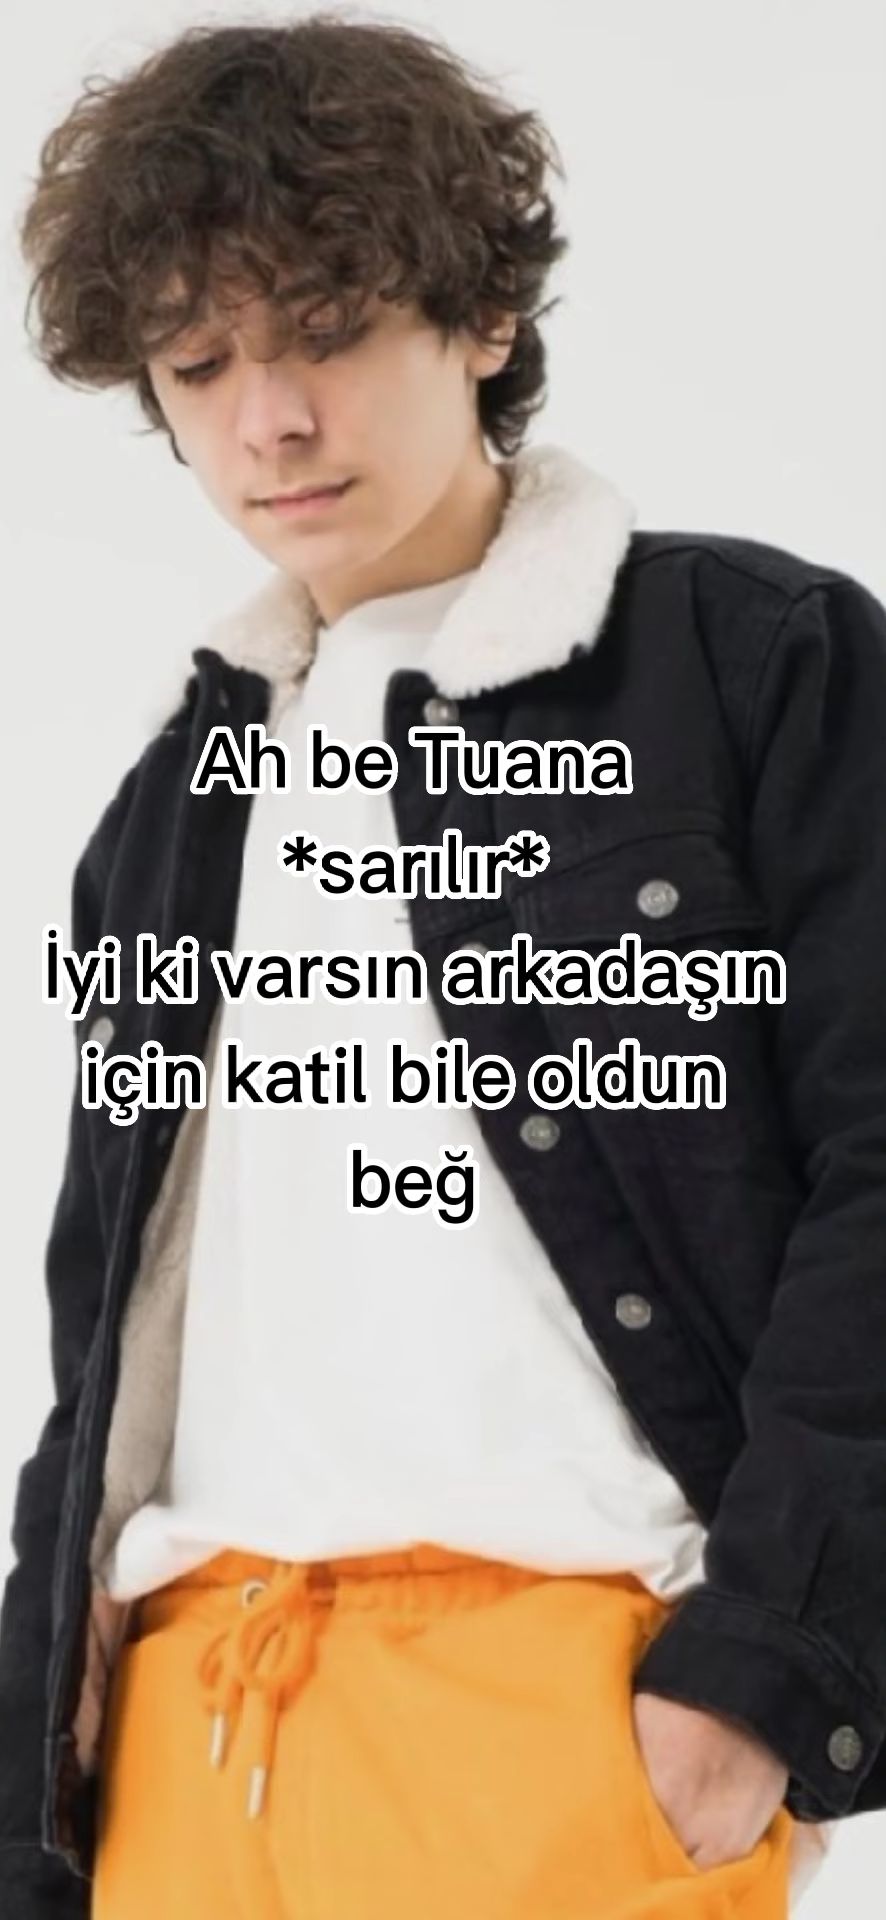 Ah be Tuana
*sarılır*
İyi ki varsın arkadaşın
için katil bile oldun
beğ